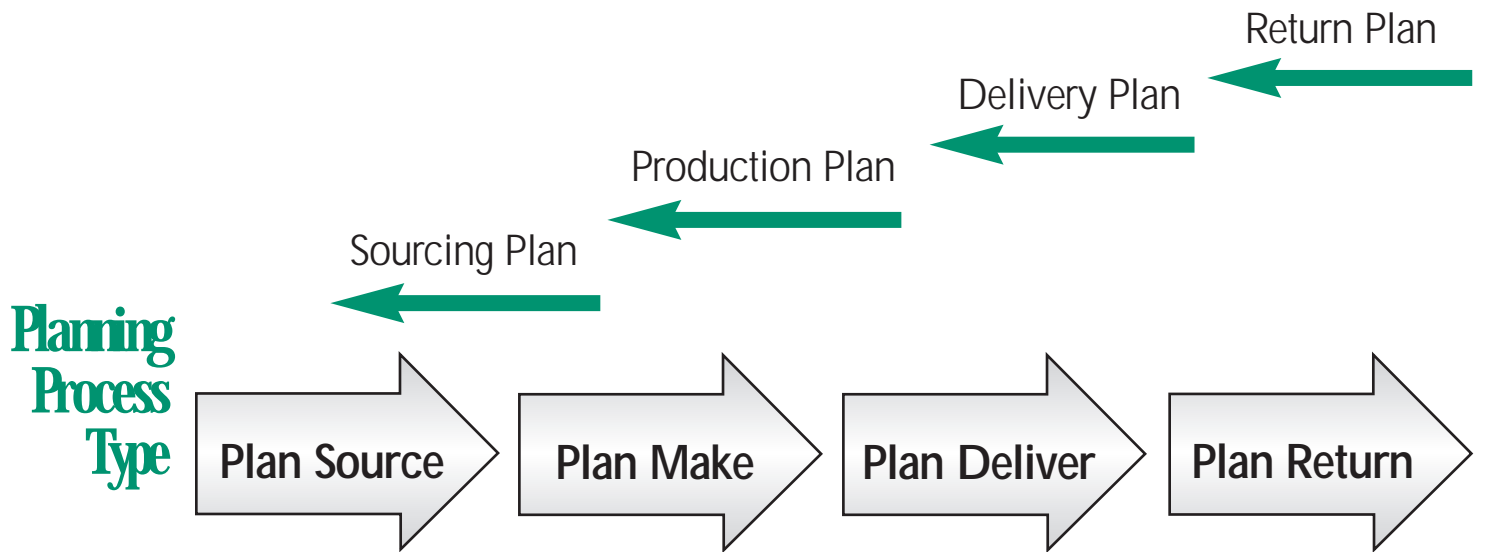 Return Plan
Delivery Plan
Production Plan
Sourcing Plan
Planning
Process
Type
Plan Source
Plan Make
Plan Deliver
Plan Return